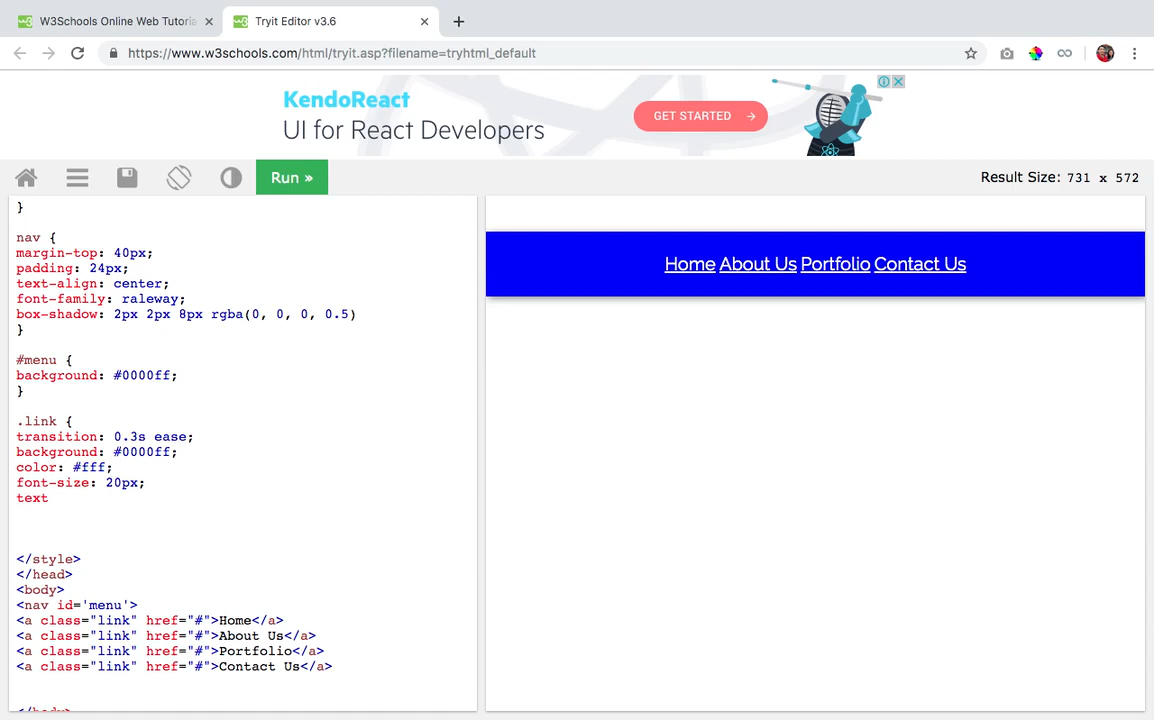 W3Schools Online Web Tutoria
Tryit Editor v3.6
https://www.w3schools.com/html/tryit.asp?filename=tryhtml_default
KendoReact
UI for React Developers
GET STARTED →
Run »
Result Size: 731 x 572
}
nav {
margin-top: 40px;
padding: 24px;
text-align: center;
font-family: raleway;
box-shadow: 2px 2px 8px rgba(0, 0, 0, 0.5)
}
#menu {
background: #0000ff;
}
.link {
transition: 0.3s ease;
background: #0000ff;
color: #fff;
font-size: 20px;
text
</style>
</head>
<body>
<nav id='menu'>
<a class="link" href="#">Home</a>
<a class="link" href="#">About Us</a>
<a class="link" href="#">Portfolio</a>
<a class="link" href="#">Contact Us</a>
</body>
Home About Us Portfolio Contact Us